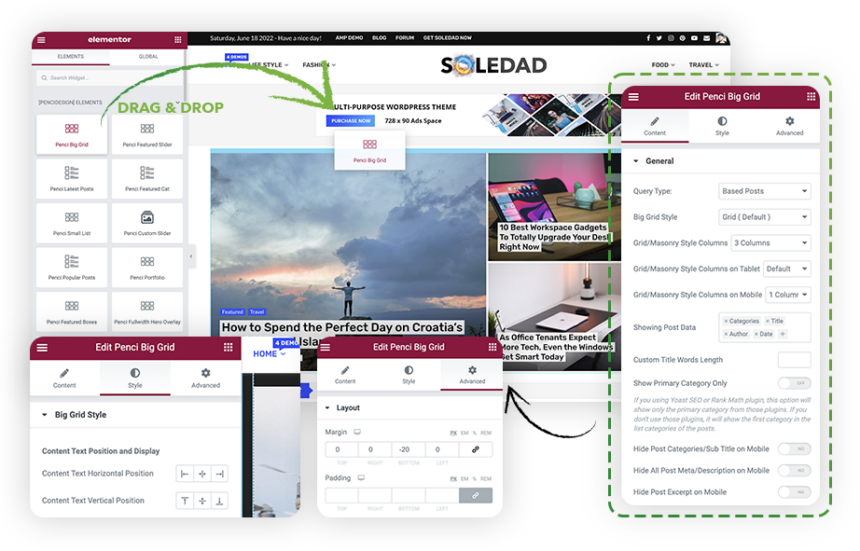 elementor
ELEMENTS
GLOBAL
Search Widget...
[PENCIDESIGN] ELEMENTS
Penci Big Grid
Penci Featured Slider
Penci Latest Posts
Penci Featured Cat
Penci Small List
Penci Custom Slider
Penci Popular Posts
Penci Portfolio
Penci Featured Boxes
Penci Fullwidth Hero Overlay
DRAG & DROP
Saturday, June 18 2022 - Have a nice day!
AMP DEMO
BLOG
FORUM
GET SOLEDAD NOW
4 DEMOS
LIFE STYLE
FASHION
SOLEDAD
FOOD
TRAVEL
MULTI-PURPOSE WORDPRESS THEME
PURCHASE NOW
728 x 90 Ads Space
Penci Big Grid
Featured
Travel
How to Spend the Perfect Day on Croatia's
10 Best Workspace Gadgets
To Totally Upgrade Your Desk
Right Now
As Office Tenants Expect
More Tech, Even the Windows
Get Smart Today
Edit Penci Big Grid
Content
Style
Advanced
General
Query Type:
Based Posts
Big Grid Style
Grid ( Default )
Grid/Masonry Style Columns
3 Columns
Grid/Masonry Style Columns on Tablet
Default
Grid/Masonry Style Columns on Mobile
1 Column
Showing Post Data
× Categories
× Title
× Author
× Date
+
Custom Title Words Length
Show Primary Category Only
OFF
If you using Yoast SEO or Rank Math plugin, this option will
show only the primary category from those plugins. If you
don't use those plugins, it will show the first category in the
list categories of the posts.
Hide Post Categories/Sub Title on Mobile
NO
Hide All Post Meta/Description on Mobile
NO
Hide Post Excerpt on Mobile
NO
Edit Penci Big Grid
Content
Style
Advanced
Big Grid Style
Content Text Position and Display
Content Text Horizontal Position
Content Text Vertical Position
4 DEMO
HOME
Edit Penci Big Grid
Content
Style
Advanced
Layout
Margin
PX EM % REM
0 0 -20 0
TOP RIGHT BOTTOM LEFT
Padding
PX EM % REM
TOP RIGHT BOTTOM LEFT